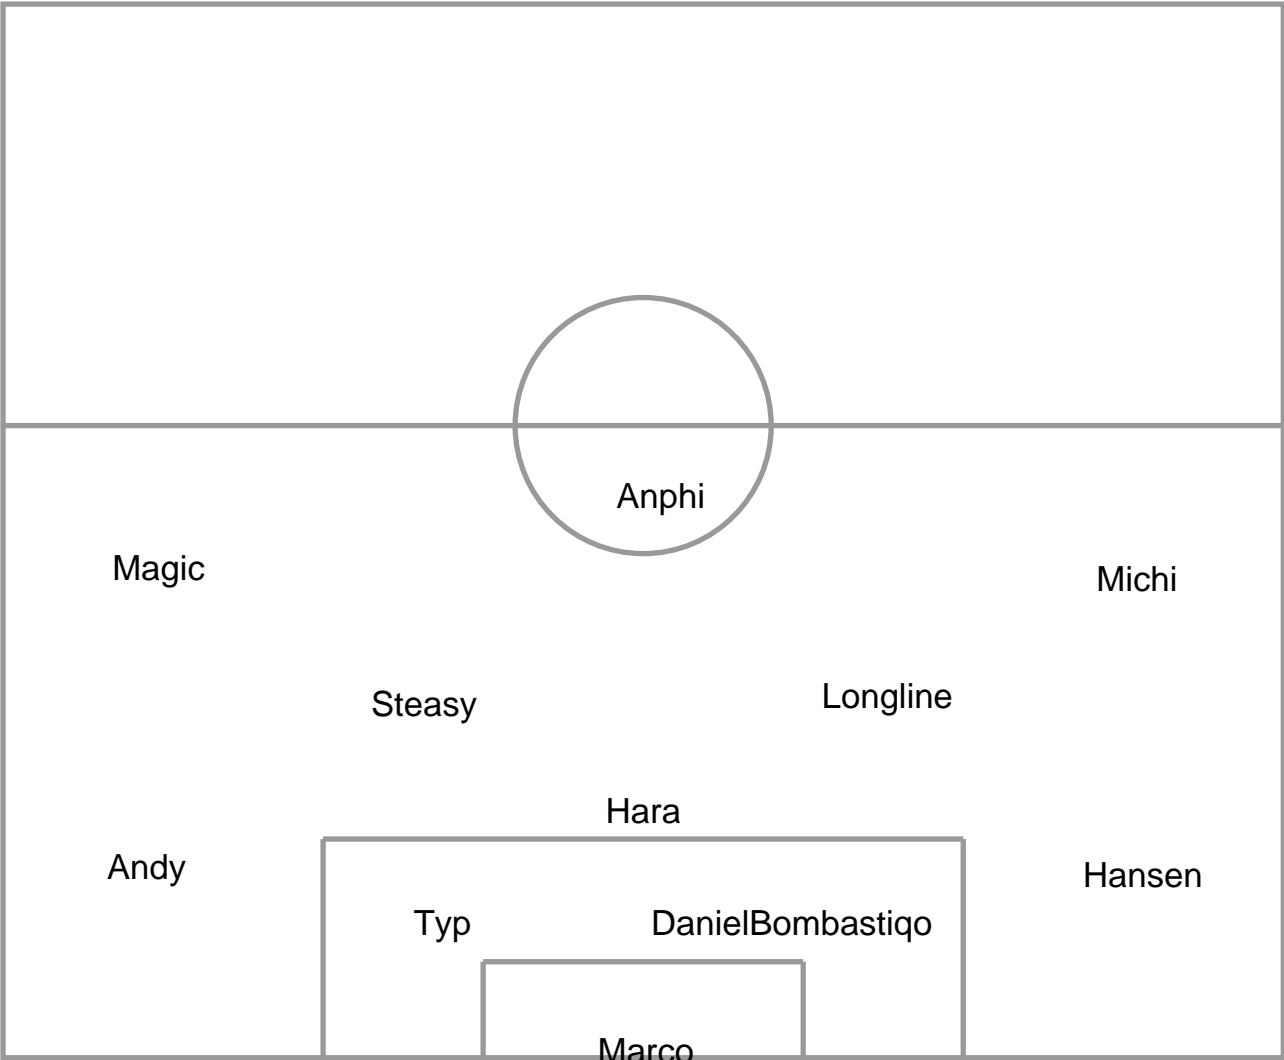 Anphi
Magic
Michi
Steasy
Longline
Hara
Andy
Hansen
Typ
DanielBombastiqo
Marco